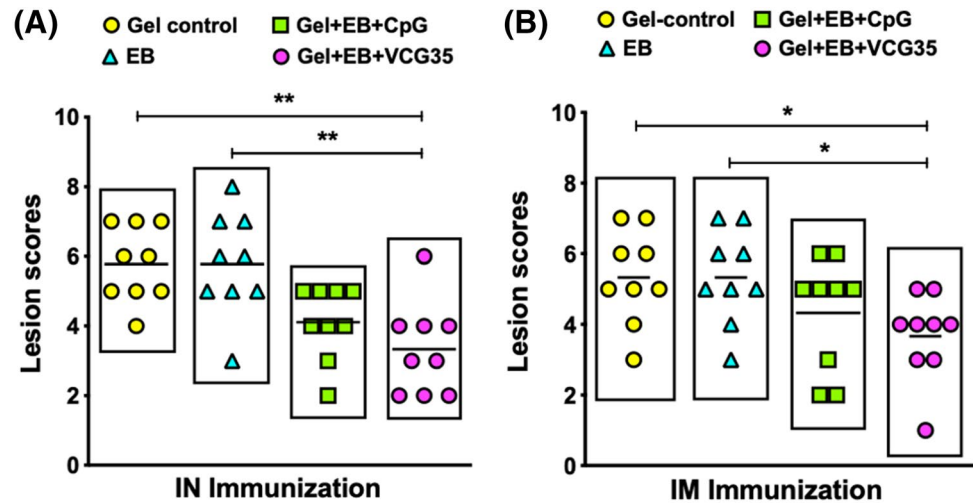 (A)
Gel control
Gel+EB+CpG
EB
Gel+EB+VCG35
**
**
Lesion scores
10
8
6
4
2
0
IN Immunization
(B)
Gel-control
Gel+EB+CpG
EB
Gel+EB+VCG35
*
*
Lesion scores
10
8
6
4
2
0
IM Immunization